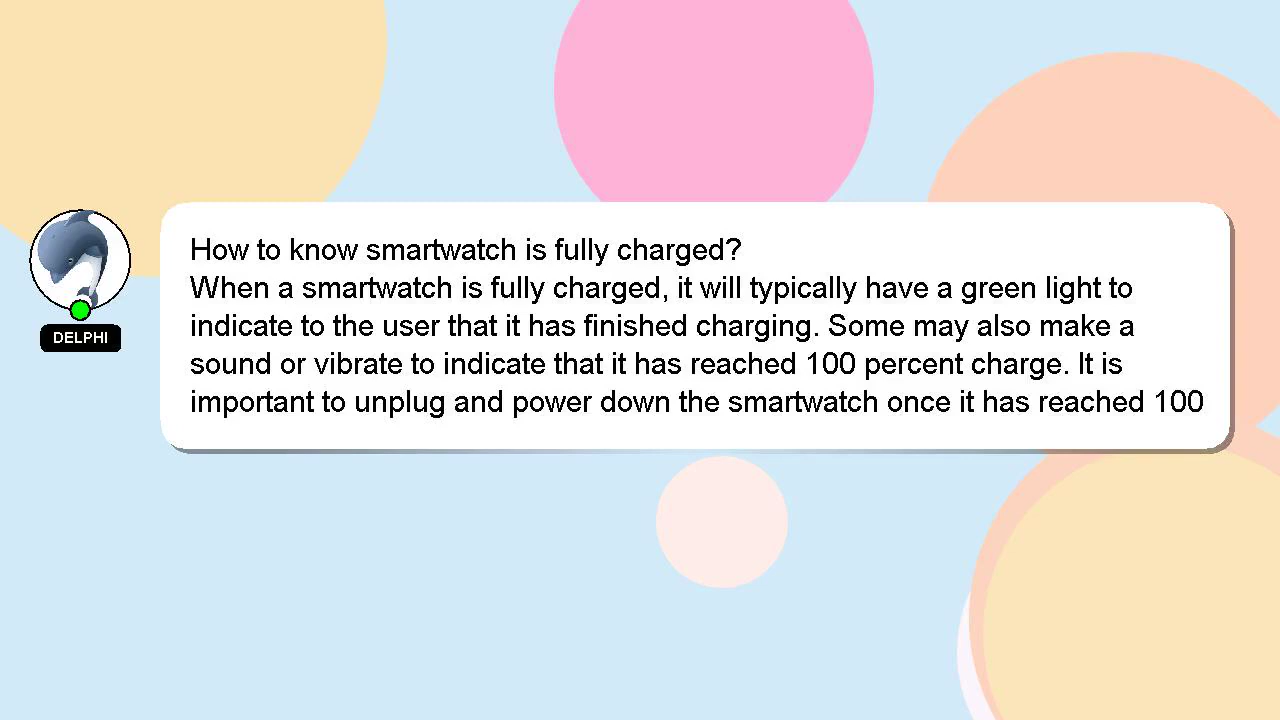 How to know smartwatch is fully charged?
When a smartwatch is fully charged, it will typically have a green light to
indicate to the user that it has finished charging. Some may also make a
sound or vibrate to indicate that it has reached 100 percent charge. It is
important to unplug and power down the smartwatch once it has reached 100
DELPHI